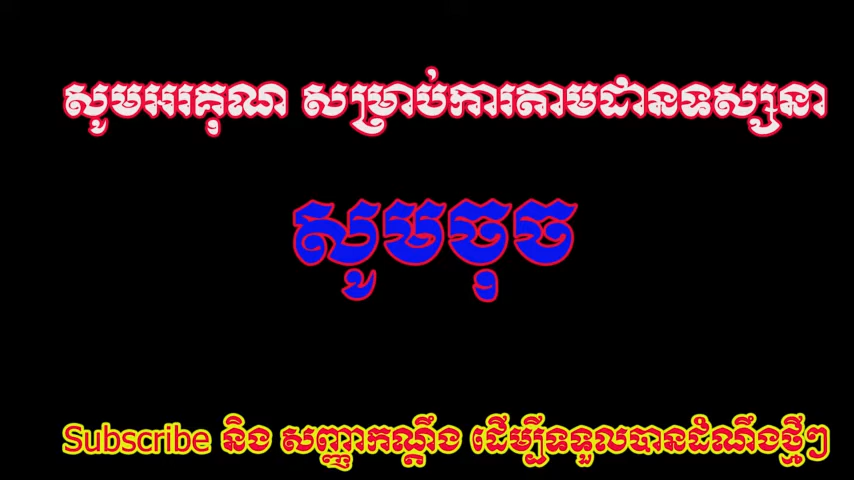 សូមអរគុណ សម្រាប់ការតាមដានទស្សនា
សូមចុច
Subscribe និង សញ្ញាកណ្ដឹង ដើម្បីទទួលបានដំណឹងថ្មីៗ